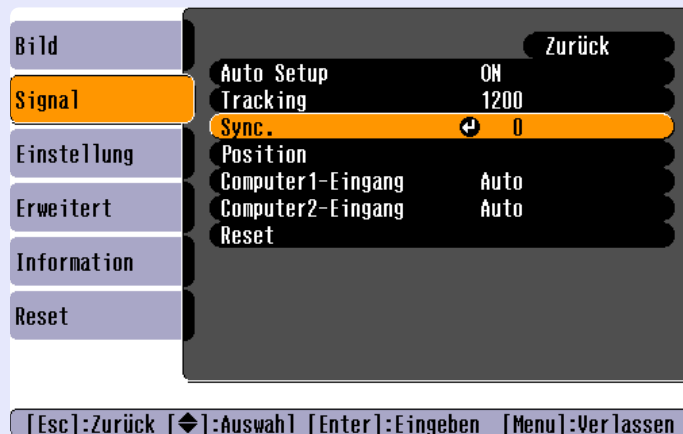 Bild
Signal
Einstellung
Erweitert
Information
Reset
Zurück
Auto Setup ON
Tracking 1200
Sync. 0
Position
Computer1-Eingang Auto
Computer2-Eingang Auto
Reset
[Esc]:Zurück [◆]:Auswahl [Enter]:Eingeben [Menu]:Verlassen